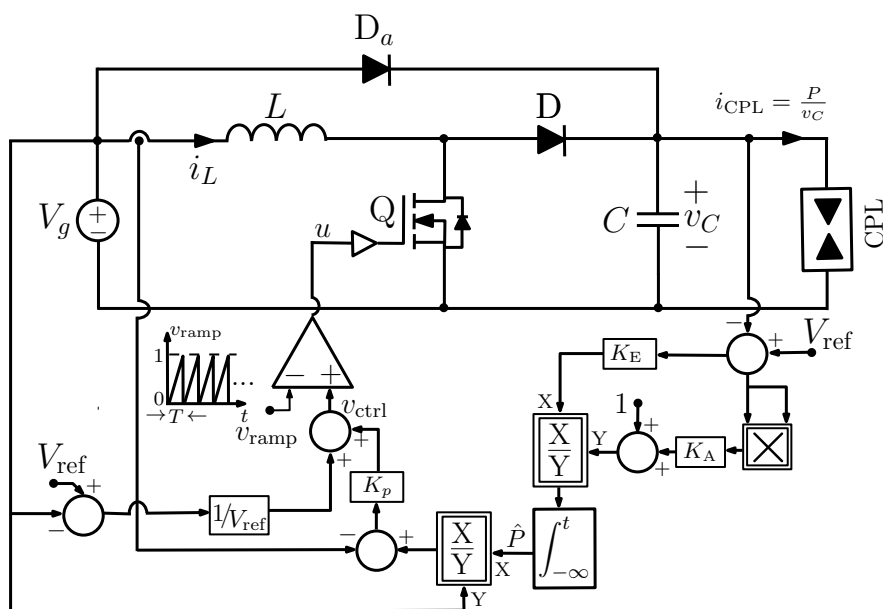 D_a
L
D
i_CPL = P/v_C
i_L
V_g
+
−
Q
u
C
+
v_C
−
CPL
v_ramp
1
0
→T←
t
...
−
+
v_ramp
v_ctrl
+
+
−
+
V_ref
K_E
X
1
+
+
Y
X/Y
K_A
×
V_ref
+
−
1/V_ref
K_p
−
+
X/Y
X
Y
P̂
∫_{−∞}^{t}